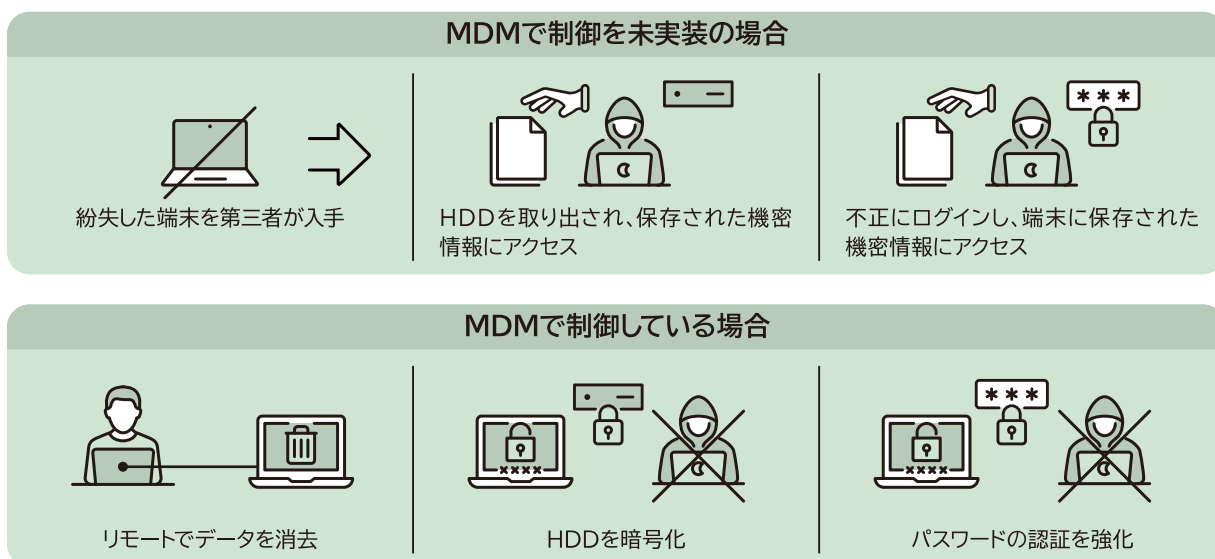 MDMで制御を未実装の場合
***
紛失した端末を第三者が入手
HDDを取り出され、保存された機密
情報にアクセス
不正にログインし、端末に保存された
機密情報にアクセス
MDMで制御している場合
***
××××
××××
リモートでデータを消去
HDDを暗号化
パスワードの認証を強化